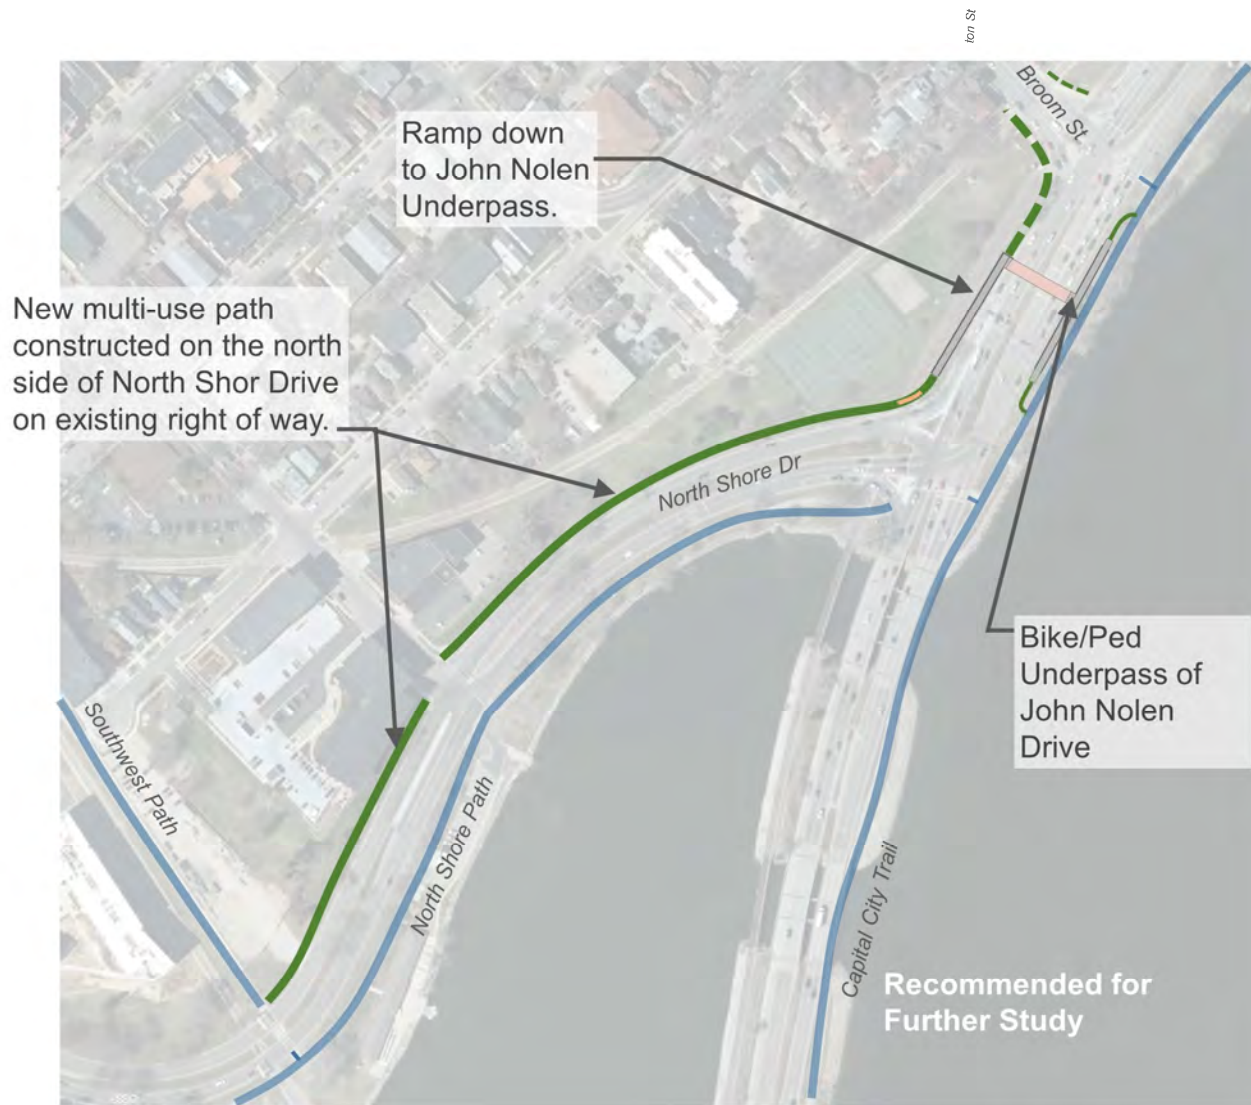 ton St
Broom St
Ramp down
to John Nolen
Underpass.
New multi-use path
constructed on the north
side of North Shor Drive
on existing right of way.
North Shore Dr
Bike/Ped
Underpass of
John Nolen
Drive
Southwest Path
North Shore Path
Capital City Trail
Recommended for
Further Study